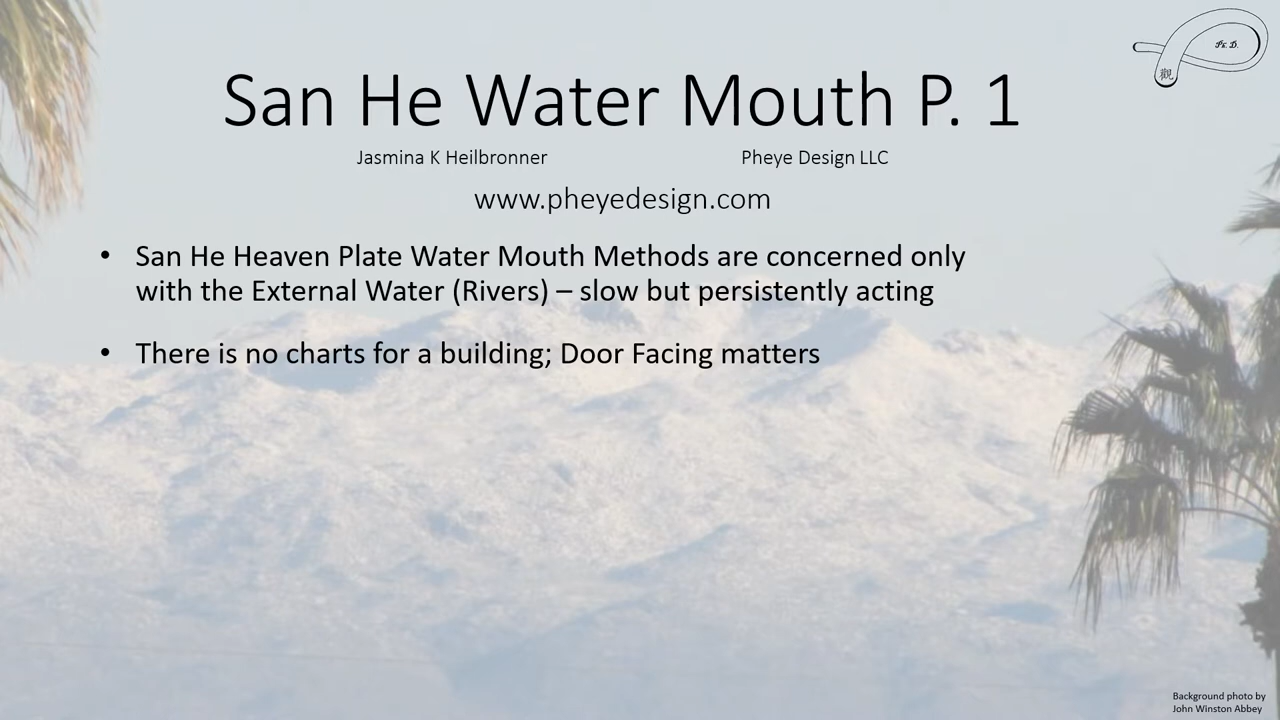 Ph. D.
觀
San He Water Mouth P. 1
Jasmina K Heilbronner Pheye Design LLC
www.pheyedesign.com
• San He Heaven Plate Water Mouth Methods are concerned only
with the External Water (Rivers) – slow but persistently acting
• There is no charts for a building; Door Facing matters
Background photo by
John Winston Abbey